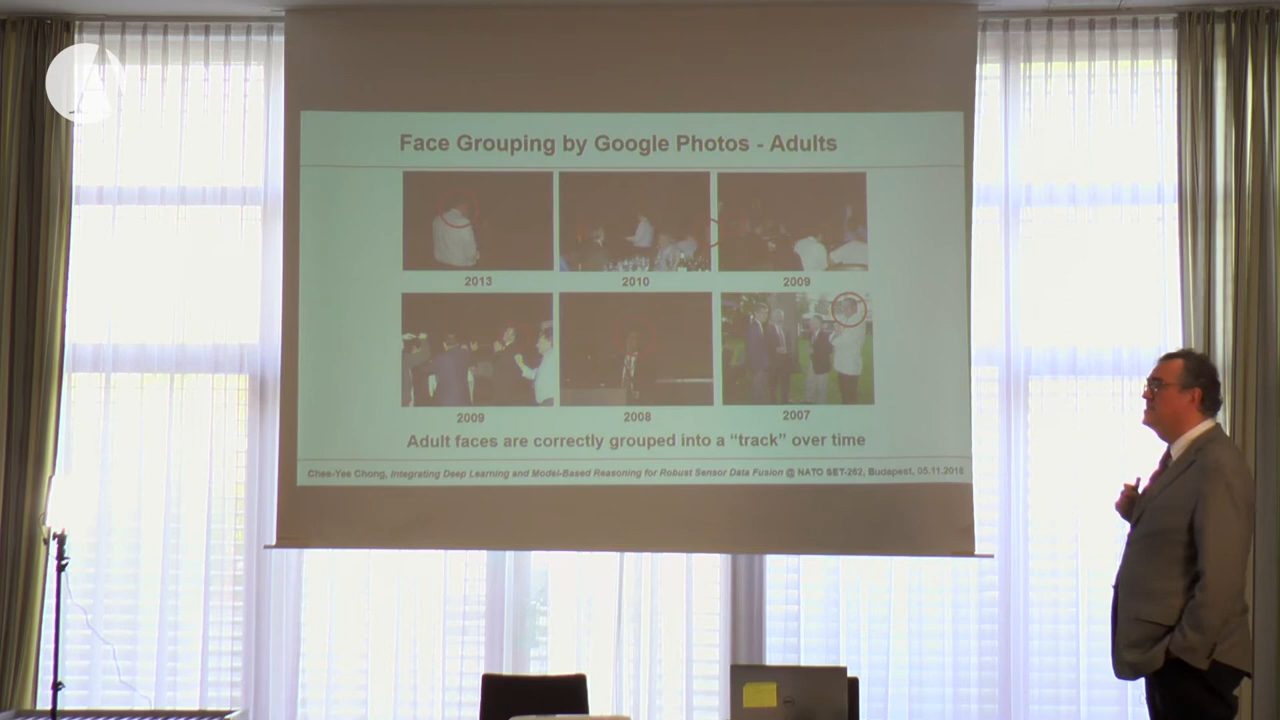 Face Grouping by Google Photos - Adults
2013
2010
2009
2009
2008
2007
Adult faces are correctly grouped into a “track” over time
Chee-Yee Chong, Integrating Deep Learning and Model-Based Reasoning for Robust Sensor Data Fusion @ NATO SET-262, Budapest, 05.11.2018